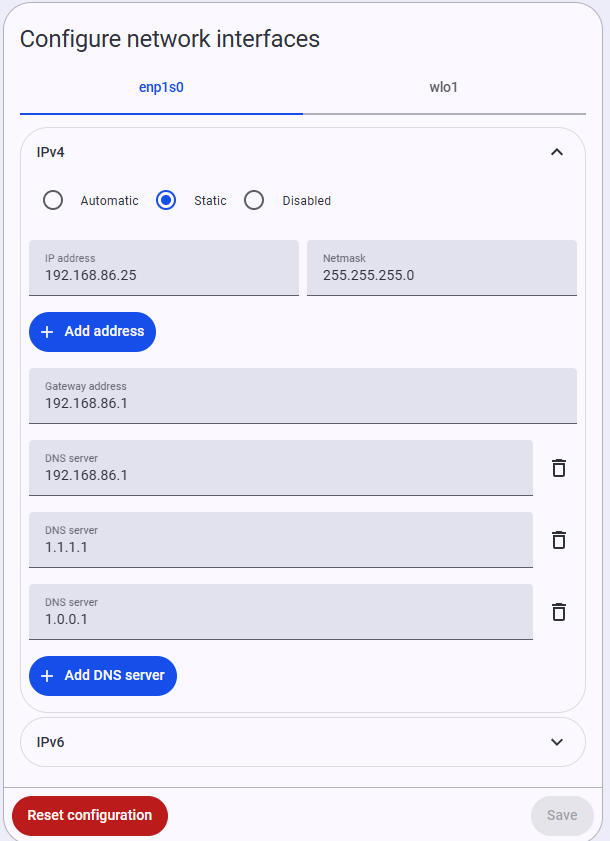 Configure network interfaces
enp1s0 wlo1
IPv4
Automatic Static Disabled
IP address Netmask
192.168.86.25 255.255.255.0
Add address
Gateway address
192.168.86.1
DNS server
192.168.86.1
DNS server
1.1.1.1
DNS server
1.0.0.1
Add DNS server
IPv6
Reset configuration Save